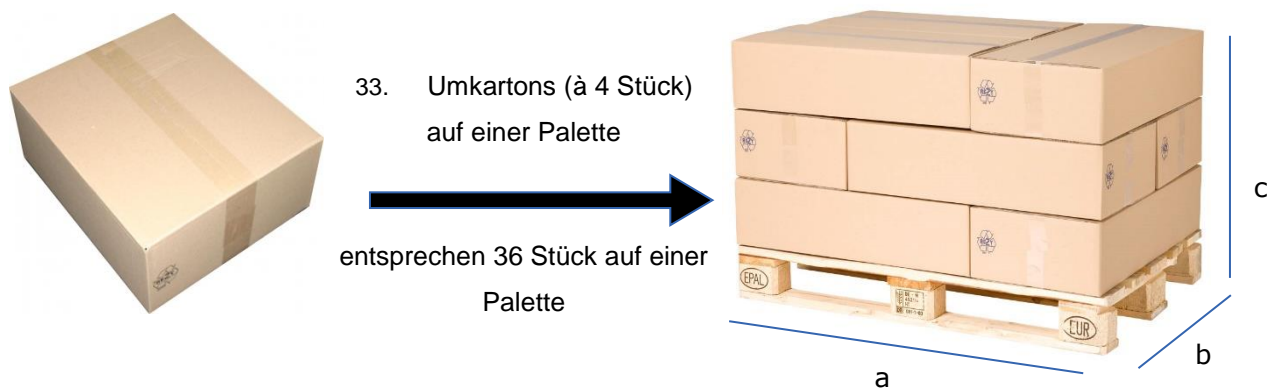 33. Umkartons (à 4 Stück)
auf einer Palette
entsprechen 36 Stück auf einer
Palette
EPAL
EUR
a
b
c